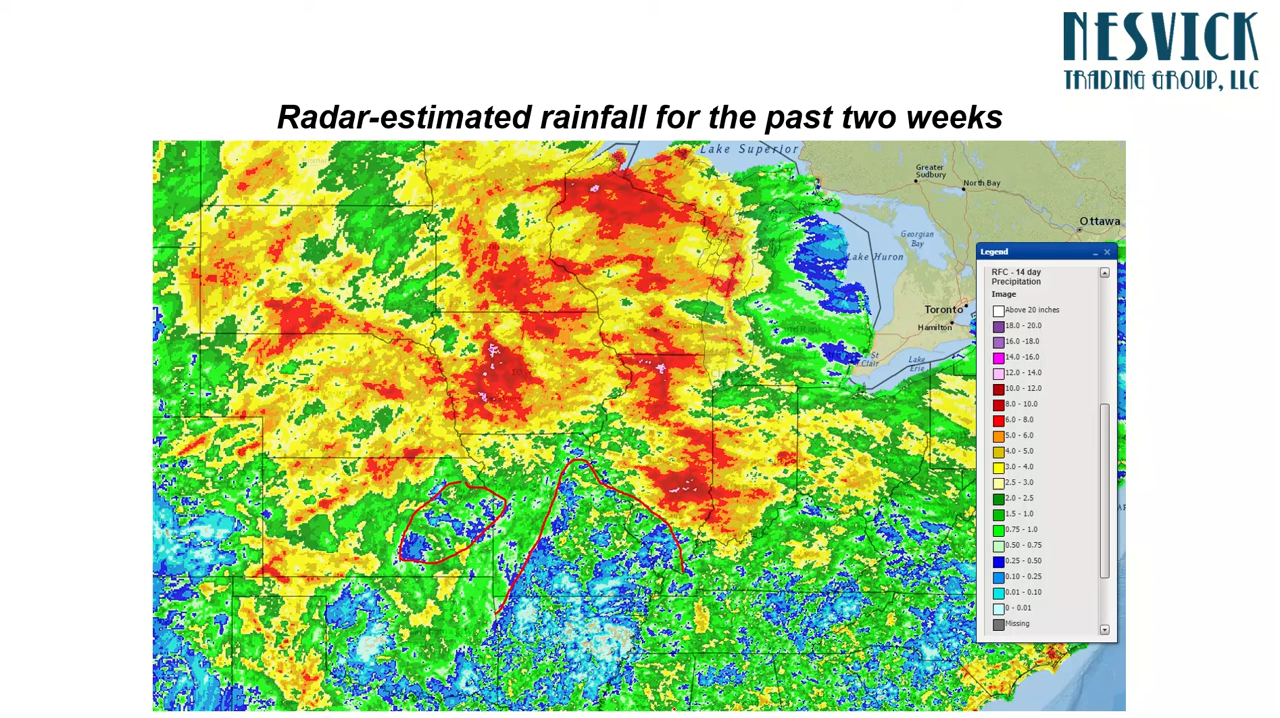 NESVICK
TRADING GROUP, LLC
Radar-estimated rainfall for the past two weeks
Lake Superior
Greater
Sudbury
North Bay
Ottawa
Georgian
Bay
Lake Huron
Toronto
Hamilton
Lake
Erie
St
Clair
Legend
RFC - 14 day
Precipitation
Image
Above 20 inches
18.0 - 20.0
16.0 -18.0
14.0 -16.0
12.0 - 14.0
10.0 - 12.0
8.0 - 10.0
6.0 - 8.0
5.0 - 6.0
4.0 - 5.0
3.0 - 4.0
2.5 - 3.0
2.0 - 2.5
1.5 - 1.0
0.75 - 1.0
0.50 - 0.75
0.25 - 0.50
0.10 - 0.25
0.01 - 0.10
0 - 0.01
Missing